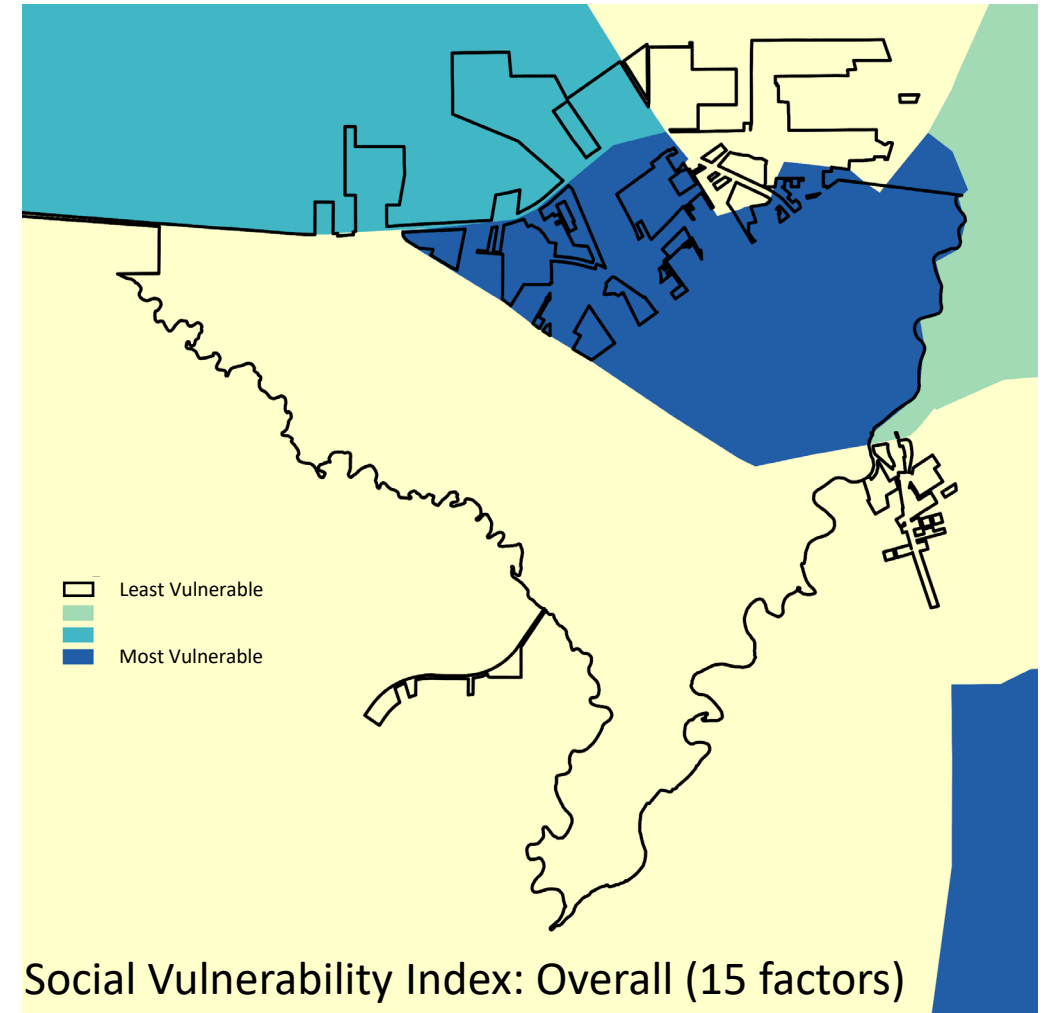 Least Vulnerable
Most Vulnerable
Social Vulnerability Index: Overall (15 factors)